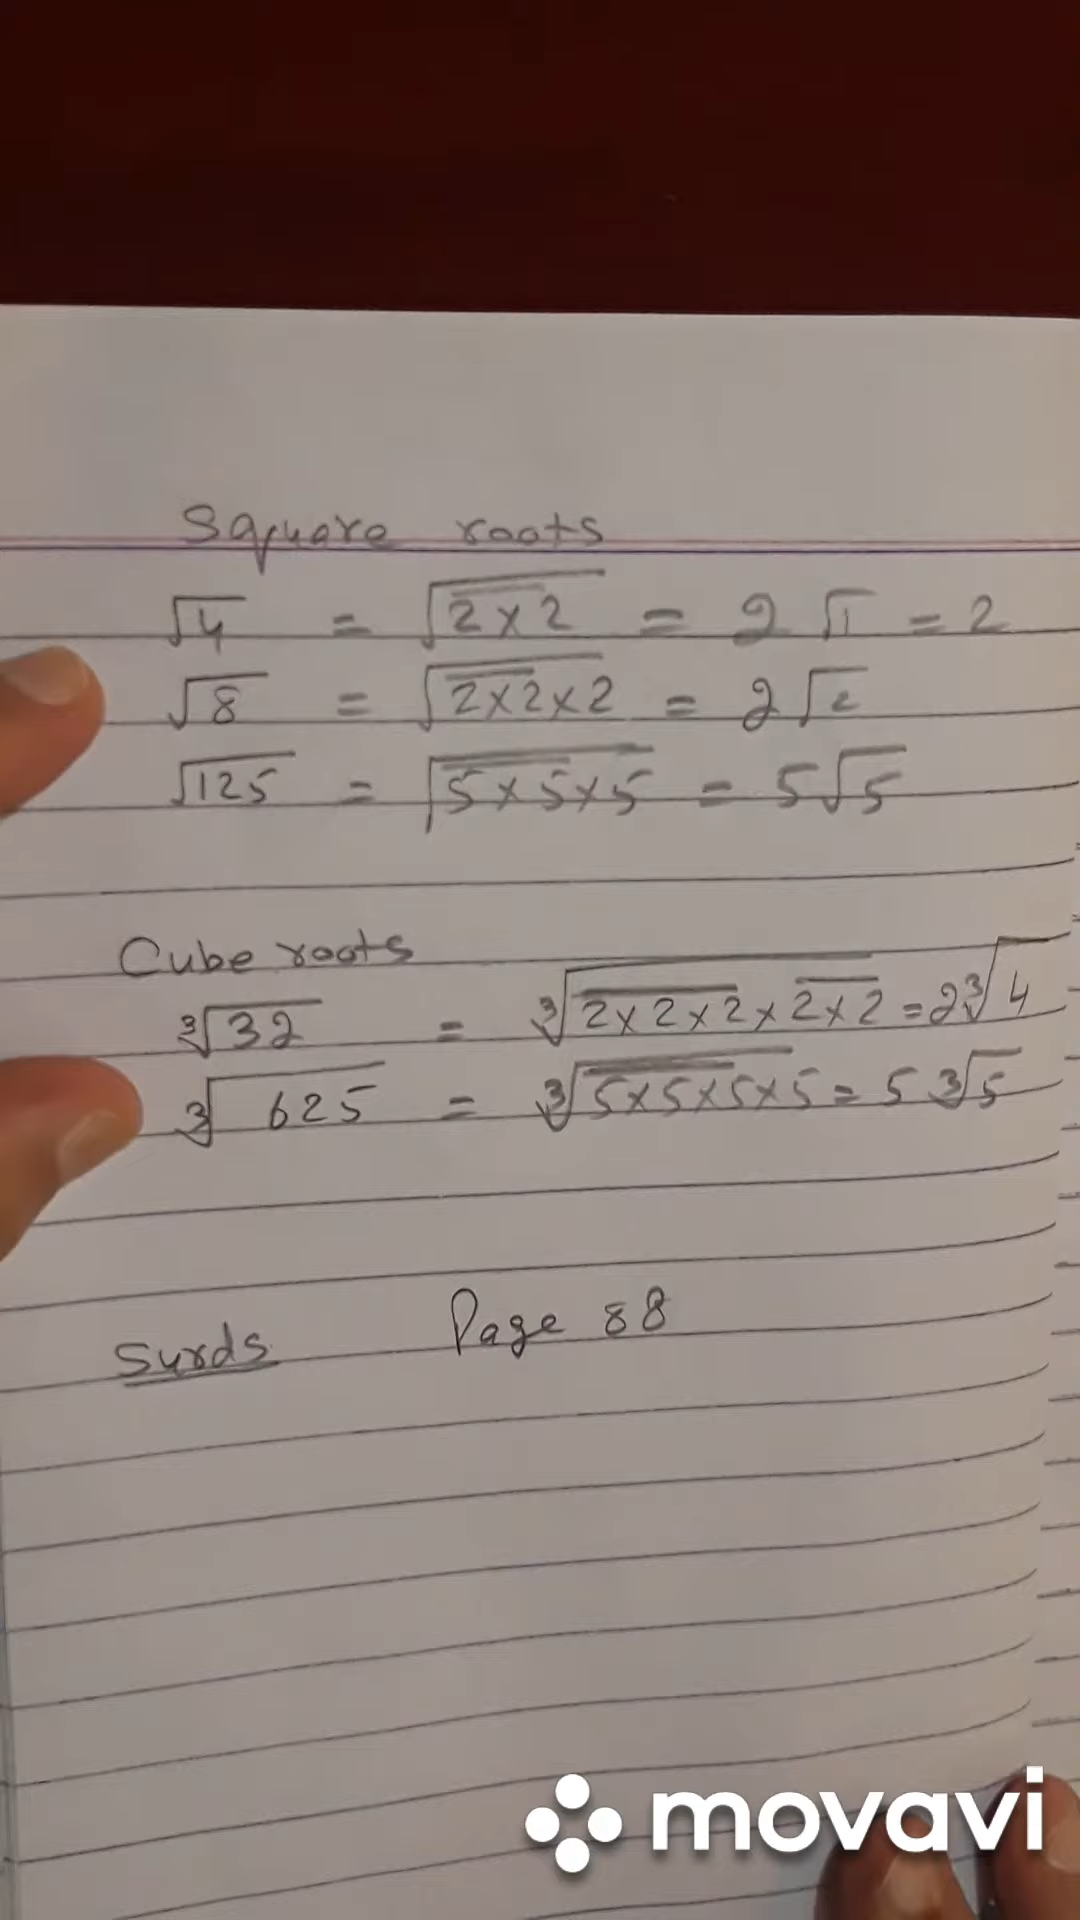 Square roots
√4 = √2×2 = 2√1 = 2
√8 = √2×2×2 = 2√2
√125 = √5×5×5 = 5√5
Cube roots
∛32 = ∛2×2×2×2×2 = 2∛4
∛625 = ∛5×5×5×5 = 5∛5
Surds Page 88
movavi